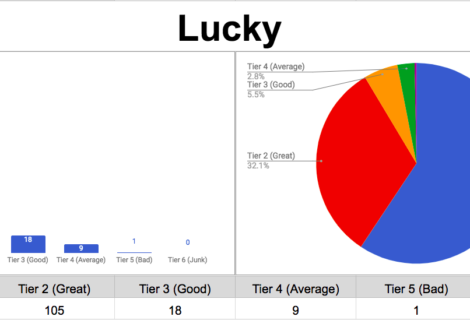 Lucky
Tier 4 (Average)
2.8%
Tier 3 (Good)
5.5%
Tier 2 (Great)
32.1%
18
9
1
0
Tier 3 (Good) Tier 4 (Average) Tier 5 (Bad) Tier 6 (Junk)
Tier 2 (Great) Tier 3 (Good) Tier 4 (Average) Tier 5 (Bad)
105 18 9 1